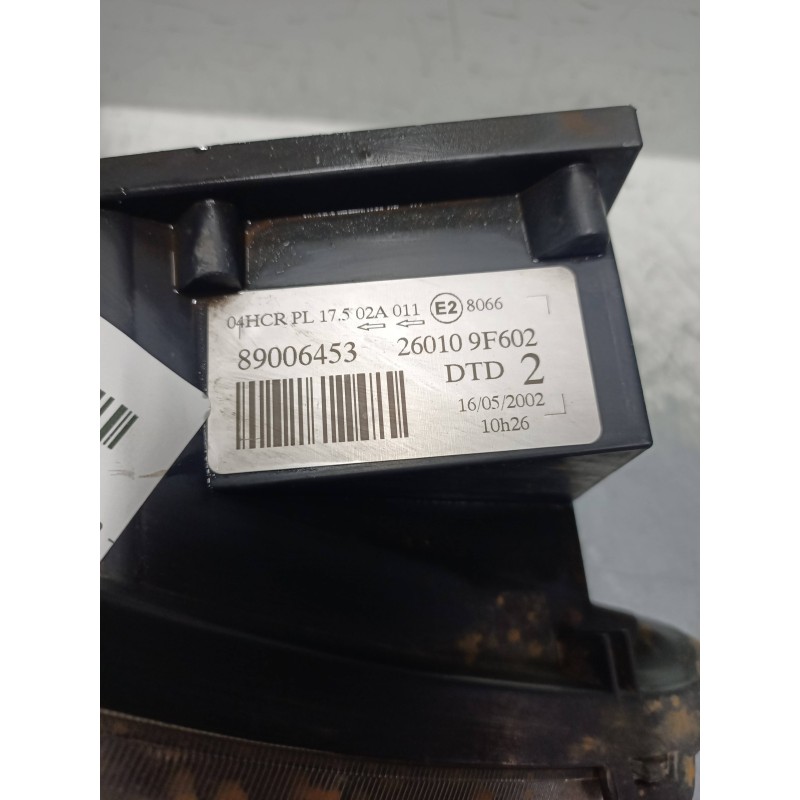 04HCR PL 17.5 02A 011 E2 8066
89006453 26010 9F602
DTD 2
16/05/2002
10h26